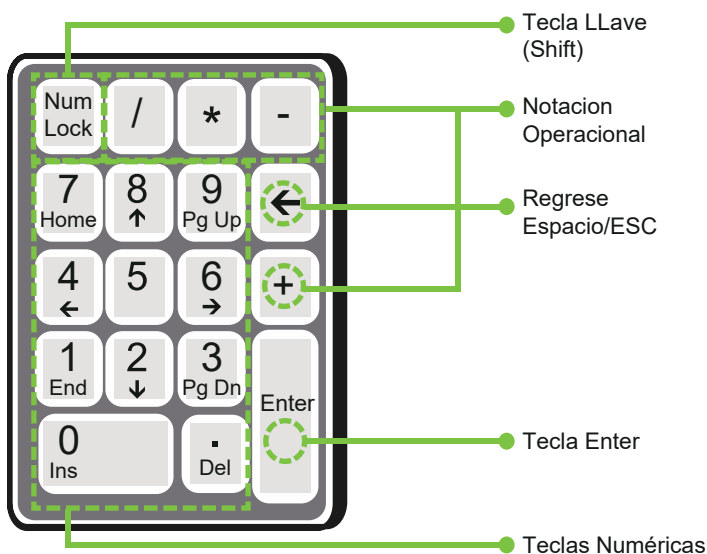 Tecla LLave
(Shift)
Num
Lock
/
*
-
Notacion
Operacional
7
Home
8
↑
9
Pg Up
←
Regrese
Espacio/ESC
4
←
5
6
→
+
1
End
2
↓
3
Pg Dn
Enter
0
Ins
.
Del
Tecla Enter
Teclas Numéricas